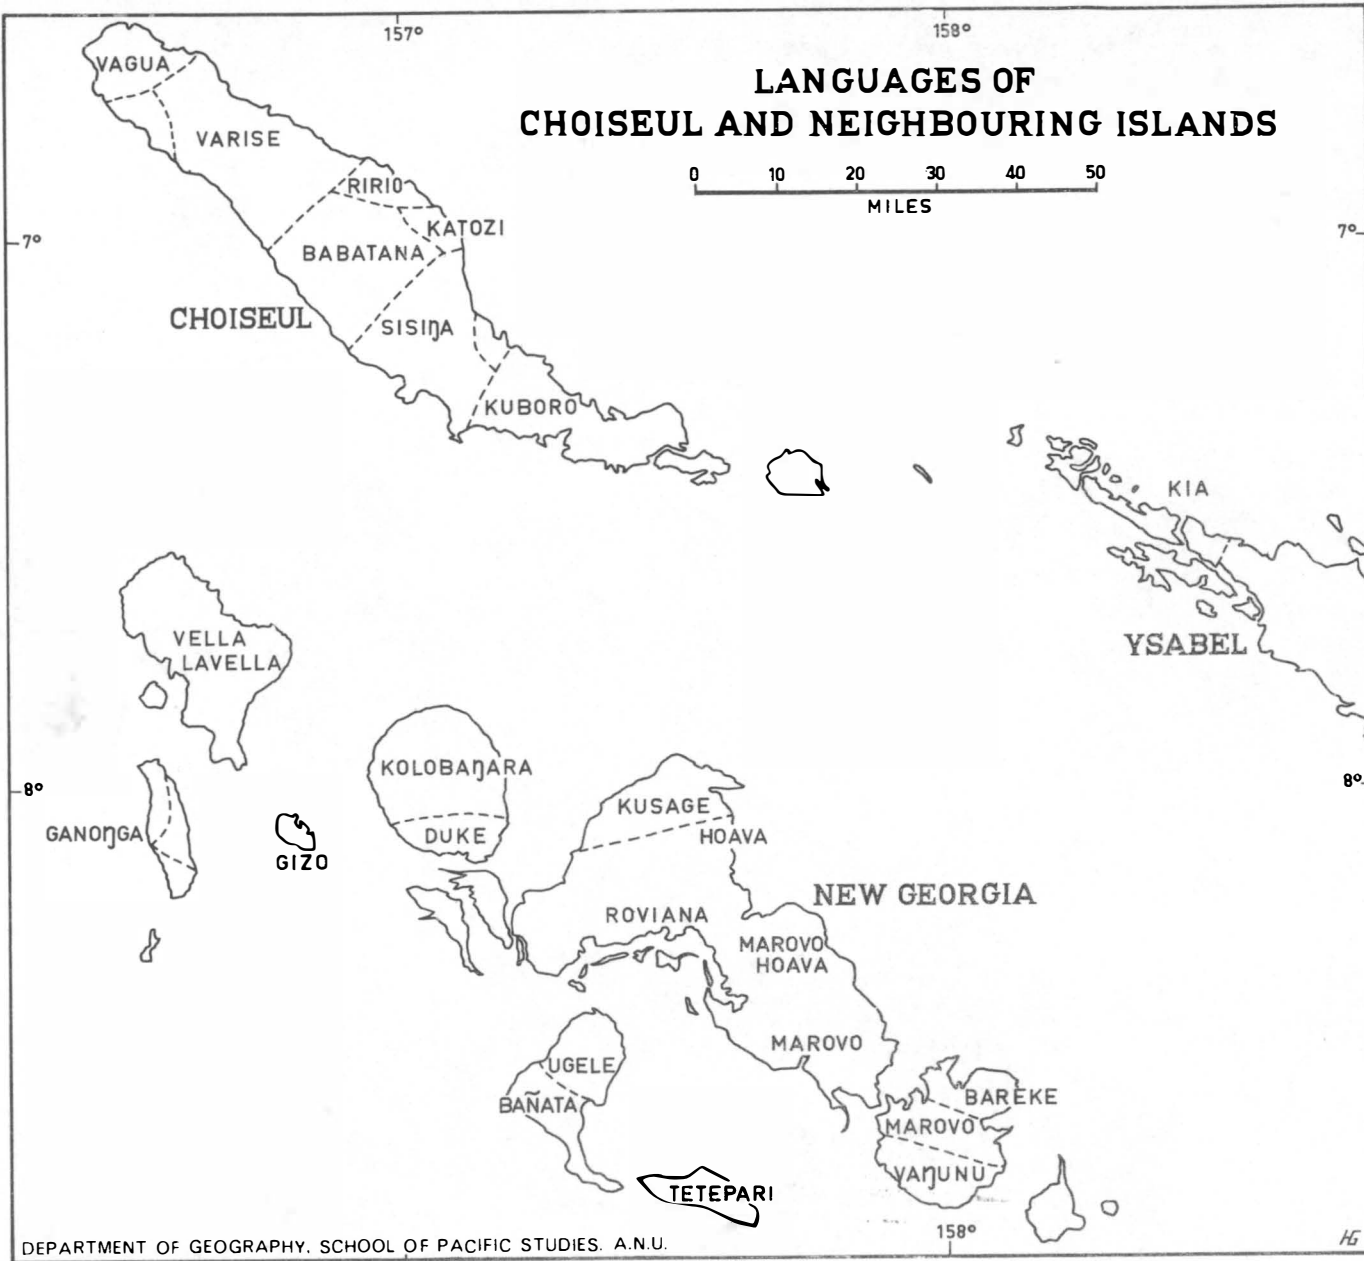 157°
158°
LANGUAGES OF
CHOISEUL AND NEIGHBOURING ISLANDS
0 10 20 30 40 50
MILES
VAGUA
VARISE
RIRIO
KATOZI
7°
7°
BABATANA
CHOISEUL
SISIŊA
KUBORO
KIA
VELLA
LAVELLA
YSABEL
KOLOBAŊARA
8°
8°
KUSAGE
GANOŊGA
DUKE
HOAVA
GIZO
NEW GEORGIA
ROVIANA
MAROVO
HOAVA
MAROVO
UGELE
BAÑATA
BAREKE
MAROVO
VAŊUNU
TETEPARI
158°
DEPARTMENT OF GEOGRAPHY, SCHOOL OF PACIFIC STUDIES. A.N.U.
HG